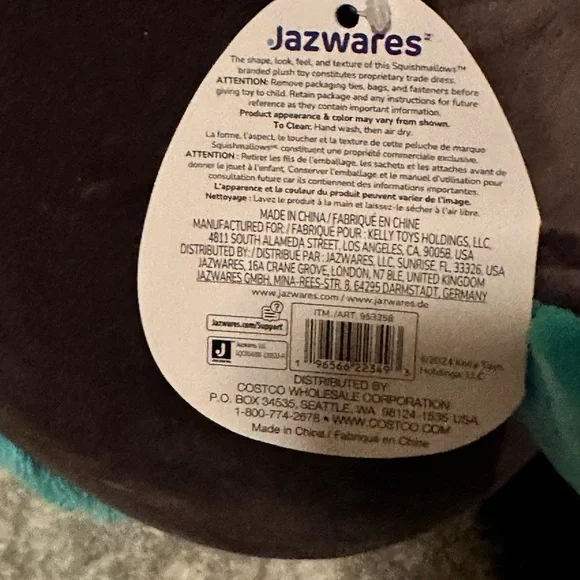 Jazwares
The shape, look, feel, and texture of this Squishmallows™
branded plush toy constitutes proprietary trade dress.
ATTENTION: Remove packaging ties, bags, and fasteners before
giving toy to child. Retain package and any instructions for future
reference as they contain important information.
Product appearance & color may vary from shown.
To Clean: Hand wash, then air dry.
La forme, l'aspect, le toucher et la texture de cette peluche de marque
Squishmallows™ constituent une propriété commerciale exclusive.
ATTENTION : Retirer les fils de l'emballage, les sachets et les attaches avant de
donner le jouet à l'enfant. Conserver l'emballage et le manuel d'utilisation pour
consultation future car ils contiennent des informations importantes.
L'apparence et la couleur du produit peuvent varier de l'image.
Nettoyage : Lavez le produit à la main et laissez-le sécher à l'air libre.
MADE IN CHINA / FABRIQUÉ EN CHINE
MANUFACTURED FOR: / FABRIQUÉ POUR : KELLY TOYS HOLDINGS, LLC,
4811 SOUTH ALAMEDA STREET, LOS ANGELES, CA, 90058, USA
DISTRIBUTED BY: / DISTRIBUÉ PAR : JAZWARES, LLC, SUNRISE, FL, 33326, USA
JAZWARES, 16A CRANE GROVE, LONDON, N7 8LE, UNITED KINGDOM
JAZWARES GMBH, MINA-REES-STR. 8, 64295 DARMSTADT, GERMANY
www.jazwares.com / www.jazwares.de
Jazwares.com/Support
Jazwares, LLC
ITM. /ART. 953258
1 96566 22349 3
©2024 Kelly Toys
Holdings, LLC
DISTRIBUTED BY
COSTCO WHOLESALE CORPORATION
P.O. BOX 34535, SEATTLE, WA 98124-1535 USA
1-800-774-2678 • WWW.COSTCO.COM
Made in China / Fabriqué en Chine